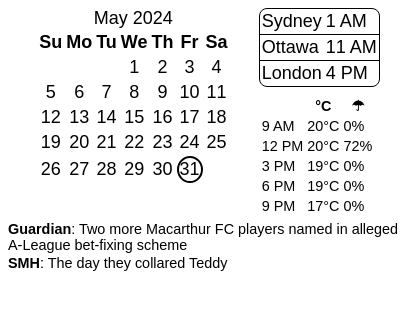 May 2024
Su Mo Tu We Th Fr Sa
1 2 3 4
5 6 7 8 9 10 11
12 13 14 15 16 17 18
19 20 21 22 23 24 25
26 27 28 29 30 31
Sydney 1 AM
Ottawa 11 AM
London 4 PM
°C ☂
9 AM 20°C 0%
12 PM 20°C 72%
3 PM 19°C 0%
6 PM 19°C 0%
9 PM 17°C 0%
Guardian: Two more Macarthur FC players named in alleged
A-League bet-fixing scheme
SMH: The day they collared Teddy